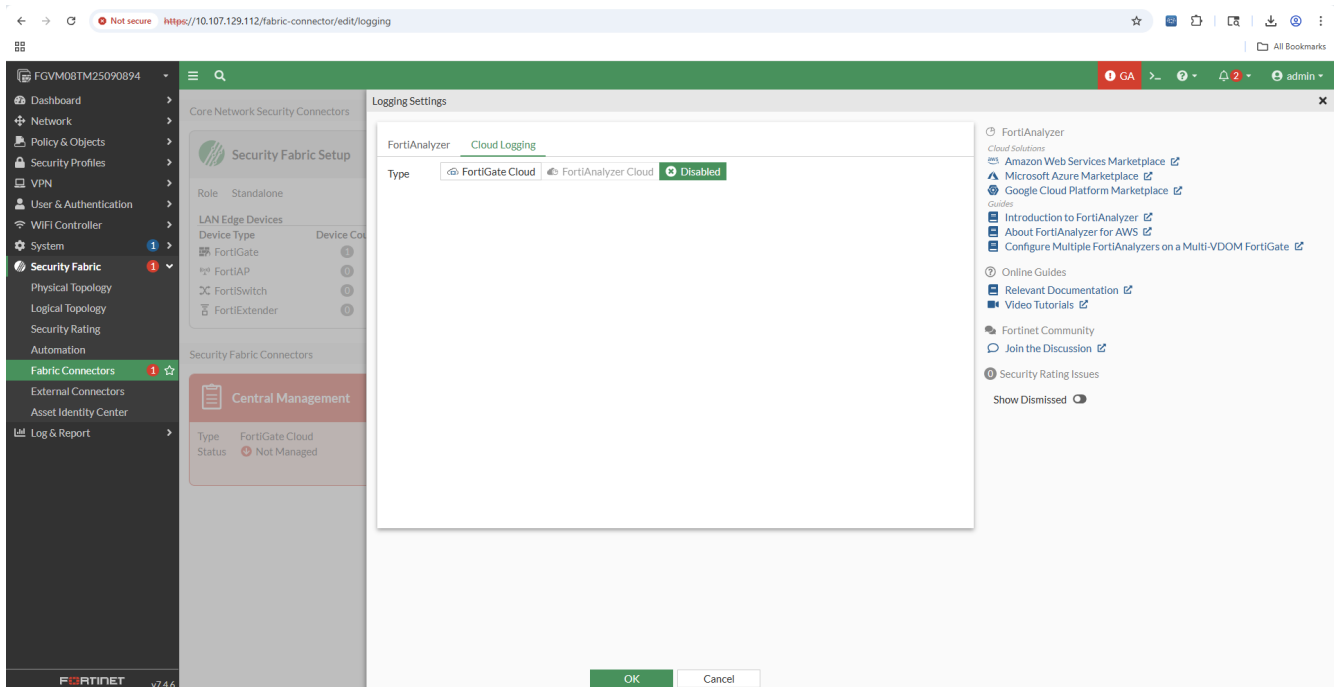 Not secure https://10.107.129.112/fabric-connector/edit/logging
All Bookmarks
FGVM08TM25090894
GA
2
admin
Dashboard
Network
Policy & Objects
Security Profiles
VPN
User & Authentication
WiFi Controller
System 1
Security Fabric 1
Physical Topology
Logical Topology
Security Rating
Automation
Fabric Connectors 1
External Connectors
Asset Identity Center
Log & Report
FORTINET v7.4.6
Core Network Security Connectors
Security Fabric Setup
Role Standalone
LAN Edge Devices
Device Type Device Cou
FortiGate 1
FortiAP 0
FortiSwitch 0
FortiExtender 0
Security Fabric Connectors
Central Management
Type FortiGate Cloud
Status Not Managed
Logging Settings
FortiAnalyzer Cloud Logging
Type FortiGate Cloud FortiAnalyzer Cloud Disabled
OK Cancel
FortiAnalyzer
Cloud Solutions
aws Amazon Web Services Marketplace
Microsoft Azure Marketplace
Google Cloud Platform Marketplace
Guides
Introduction to FortiAnalyzer
About FortiAnalyzer for AWS
Configure Multiple FortiAnalyzers on a Multi-VDOM FortiGate
Online Guides
Relevant Documentation
Video Tutorials
Fortinet Community
Join the Discussion
0 Security Rating Issues
Show Dismissed